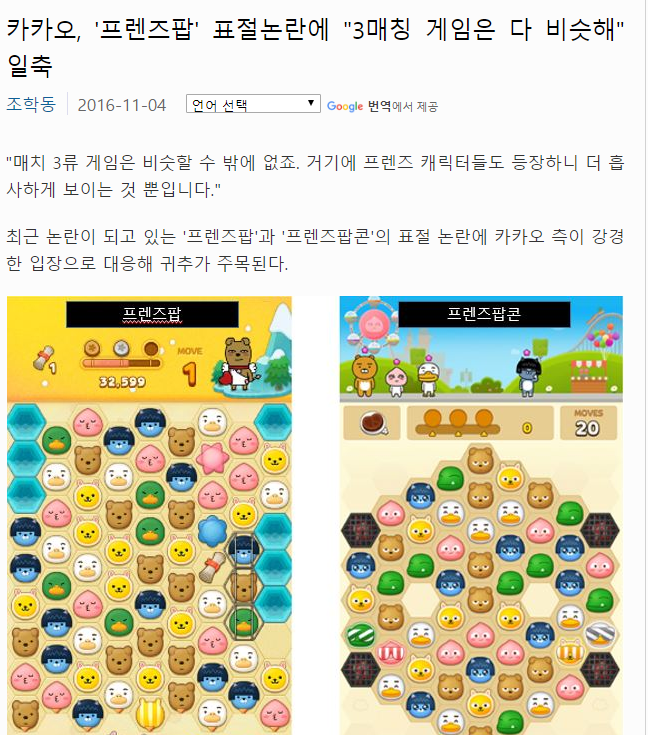 카카오, '프렌즈팝' 표절논란에 "3매칭 게임은 다 비슷해"
일축
조학동 2016-11-04 언어 선택 ▼ Google 번역에서 제공
"매치 3류 게임은 비슷할 수 밖에 없죠. 거기에 프렌즈 캐릭터들도 등장하니 더 흡
사하게 보이는 것 뿐입니다."
최근 논란이 되고 있는 '프렌즈팝'과 '프렌즈팝콘'의 표절 논란에 카카오 측이 강경
한 입장으로 대응해 귀추가 주목된다.
프렌즈팝
1
32,599
MOVE
1
프렌즈팝콘
0
MOVES
20